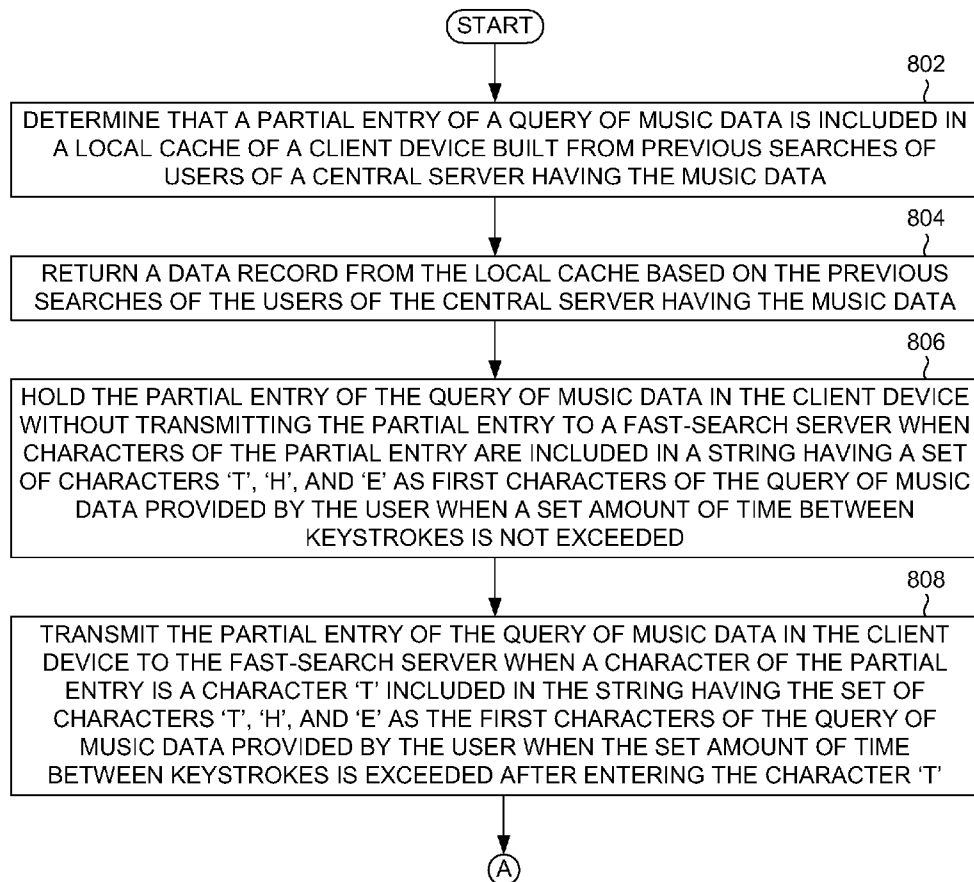 START
802
DETERMINE THAT A PARTIAL ENTRY OF A QUERY OF MUSIC DATA IS INCLUDED IN
A LOCAL CACHE OF A CLIENT DEVICE BUILT FROM PREVIOUS SEARCHES OF
USERS OF A CENTRAL SERVER HAVING THE MUSIC DATA
804
RETURN A DATA RECORD FROM THE LOCAL CACHE BASED ON THE PREVIOUS
SEARCHES OF THE USERS OF THE CENTRAL SERVER HAVING THE MUSIC DATA
806
HOLD THE PARTIAL ENTRY OF THE QUERY OF MUSIC DATA IN THE CLIENT DEVICE
WITHOUT TRANSMITTING THE PARTIAL ENTRY TO A FAST-SEARCH SERVER WHEN
CHARACTERS OF THE PARTIAL ENTRY ARE INCLUDED IN A STRING HAVING A SET
OF CHARACTERS ‘T’, ‘H’, AND ‘E’ AS FIRST CHARACTERS OF THE QUERY OF MUSIC
DATA PROVIDED BY THE USER WHEN A SET AMOUNT OF TIME BETWEEN
KEYSTROKES IS NOT EXCEEDED
808
TRANSMIT THE PARTIAL ENTRY OF THE QUERY OF MUSIC DATA IN THE CLIENT
DEVICE TO THE FAST-SEARCH SERVER WHEN A CHARACTER OF THE PARTIAL
ENTRY IS A CHARACTER ‘T’ INCLUDED IN THE STRING HAVING THE SET OF
CHARACTERS ‘T’, ‘H’, AND ‘E’ AS THE FIRST CHARACTERS OF THE QUERY OF
MUSIC DATA PROVIDED BY THE USER WHEN THE SET AMOUNT OF TIME
BETWEEN KEYSTROKES IS EXCEEDED AFTER ENTERING THE CHARACTER ‘T’
A